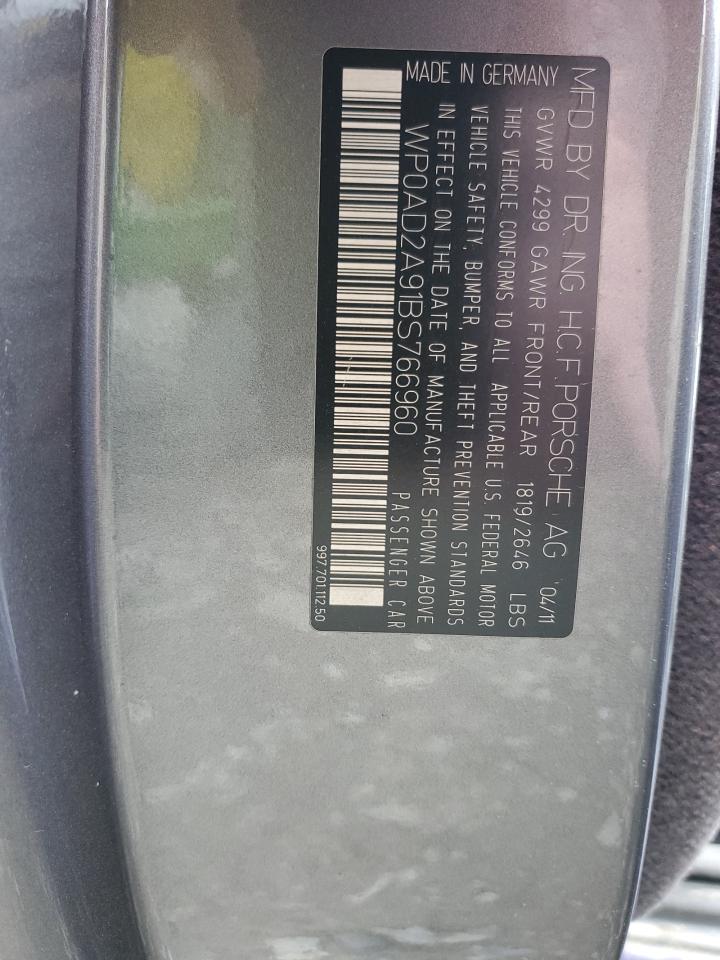 MFD BY DR. ING. H.C.F. PORSCHE AG '04/11
GVWR 4299 GAWR FRONT/REAR 1819/2646 LBS
THIS VEHICLE CONFORMS TO ALL APPLICABLE U.S. FEDERAL MOTOR
VEHICLE SAFETY, BUMPER, AND THEFT PREVENTION STANDARDS
IN EFFECT ON THE DATE OF MANUFACTURE SHOWN ABOVE
WP0AD2A91BS766960 PASSENGER CAR
MADE IN GERMANY
997.701.112.50